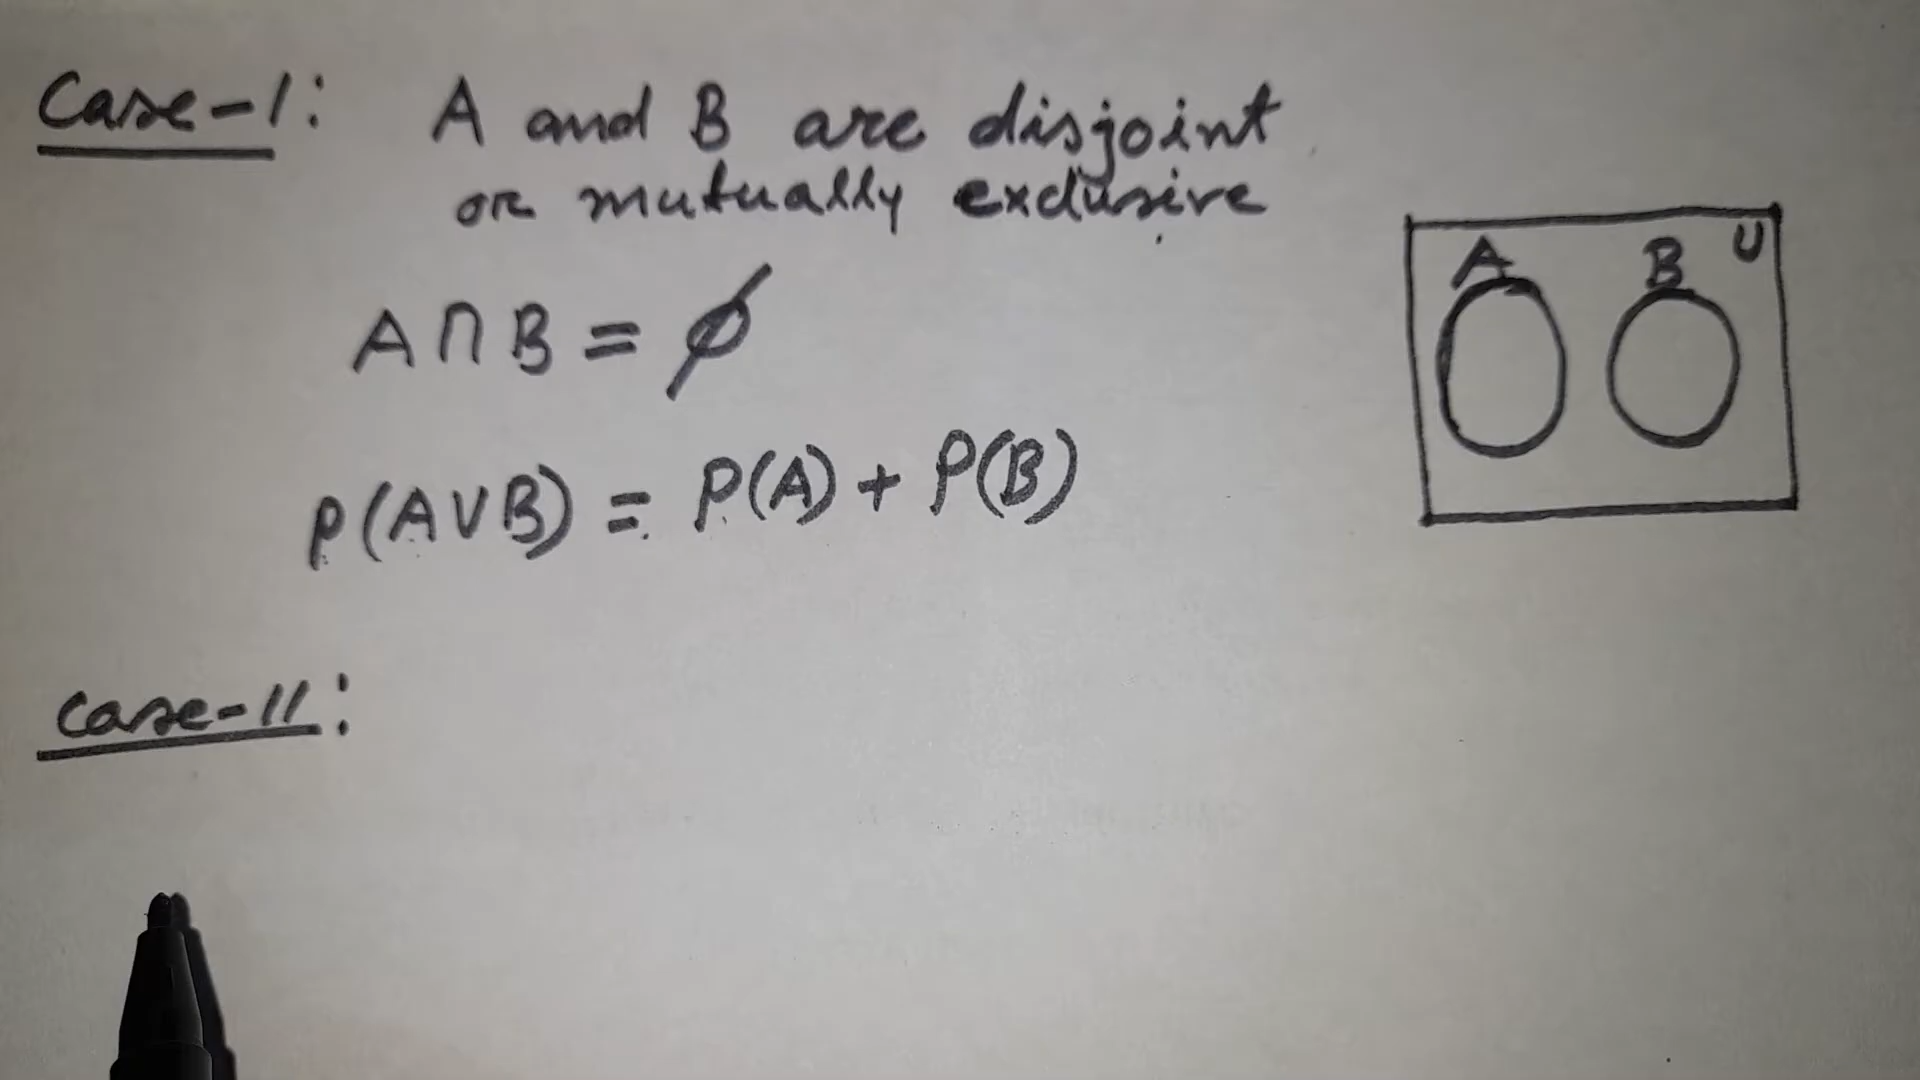 Case-I: A and B are disjoint
or mutually exclusive
A ∩ B = ∅
P(A∪B) = P(A) + P(B)
A B U
case-II: